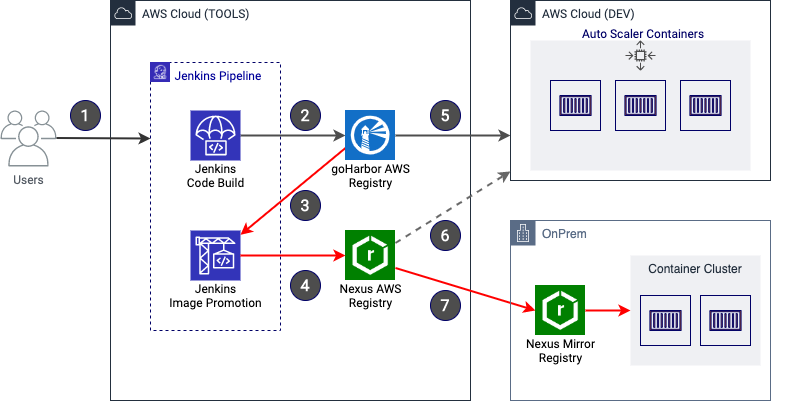 AWS Cloud (TOOLS)
AWS Cloud (DEV)
Auto Scaler Containers
Jenkins Pipeline
1
2
5
Users
Jenkins
Code Build
goHarbor AWS
Registry
3
6
OnPrem
4
7
Jenkins
Image Promotion
r
Nexus AWS
Registry
Container Cluster
r
Nexus Mirror
Registry